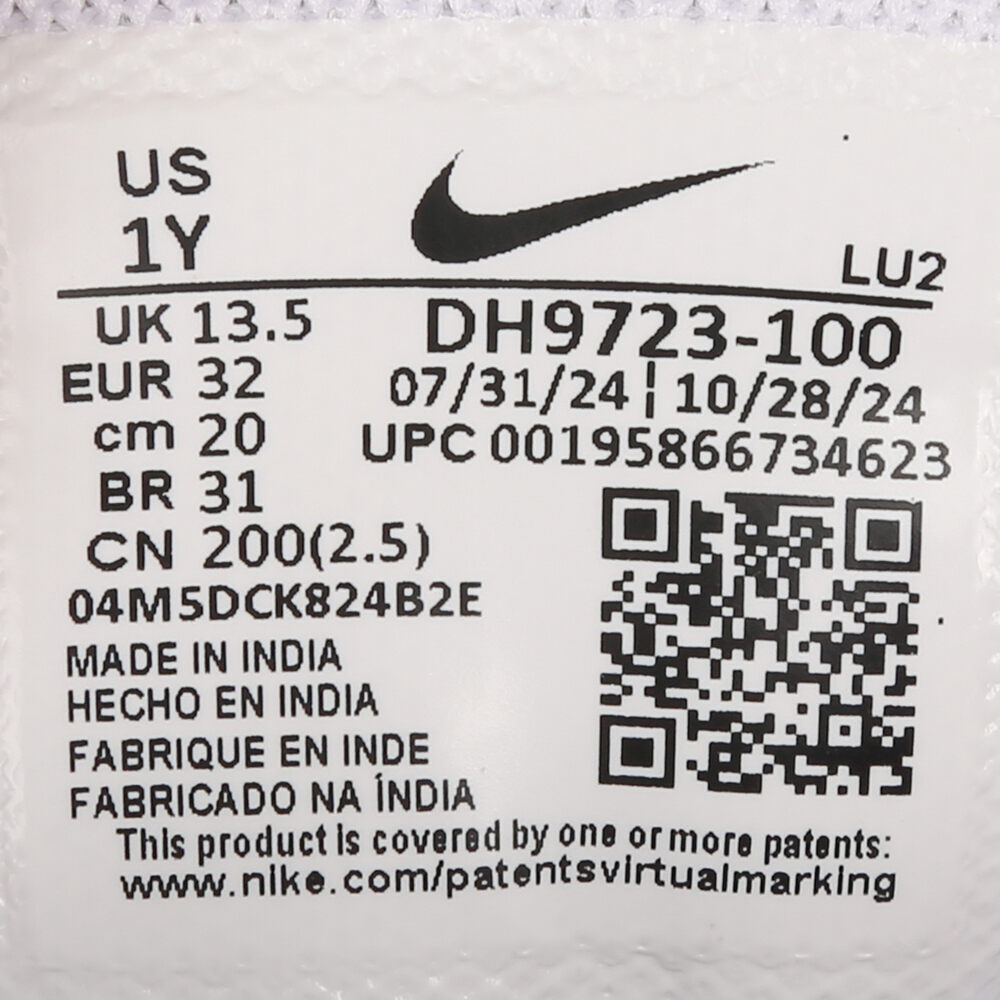 US
1Y
LU2
UK 13.5
DH9723-100
EUR 32
07/31/24 ¦ 10/28/24
cm 20
UPC 00195866734623
BR 31
CN 200(2.5)
04M5DCK824B2E
MADE IN INDIA
HECHO EN INDIA
FABRIQUE EN INDE
FABRICADO NA ÍNDIA
This product is covered by one or more patents:
www.nike.com/patentsvirtualmarking